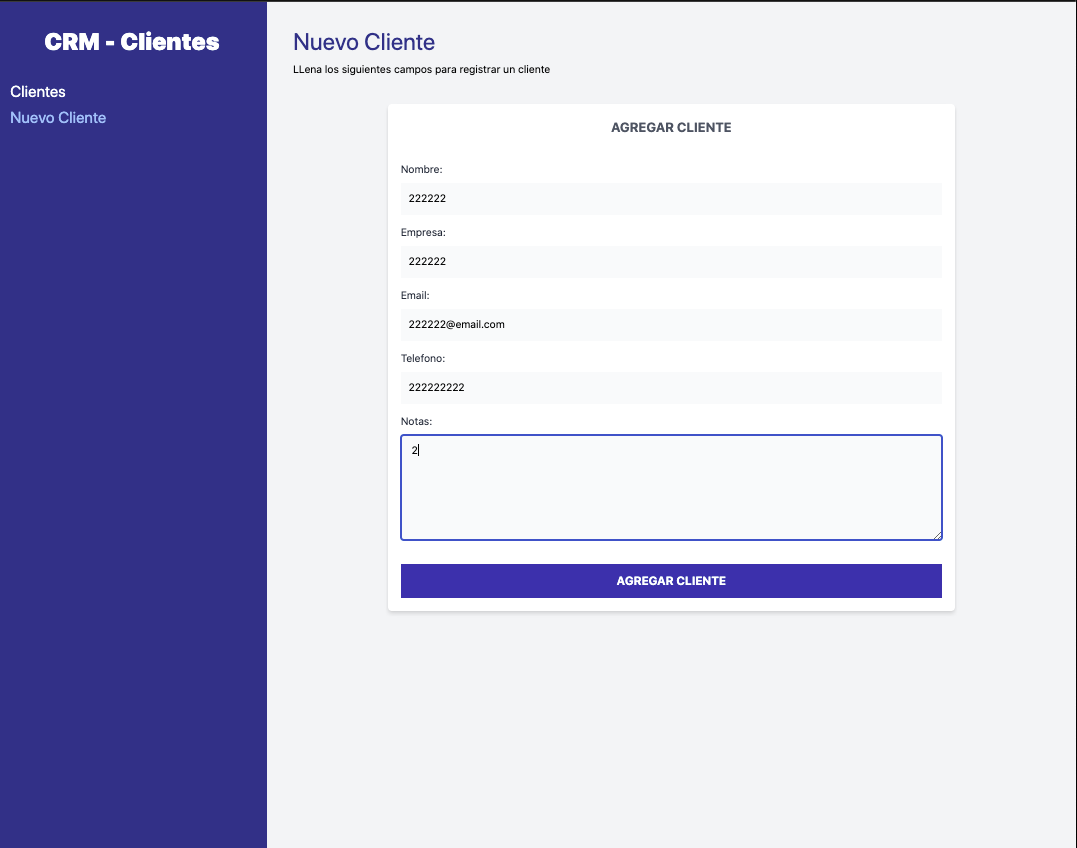 CRM - Clientes
Clientes
Nuevo Cliente
Nuevo Cliente
LLena los siguientes campos para registrar un cliente
AGREGAR CLIENTE
Nombre:
222222
Empresa:
222222
Email:
222222@email.com
Telefono:
222222222
Notas:
2
AGREGAR CLIENTE